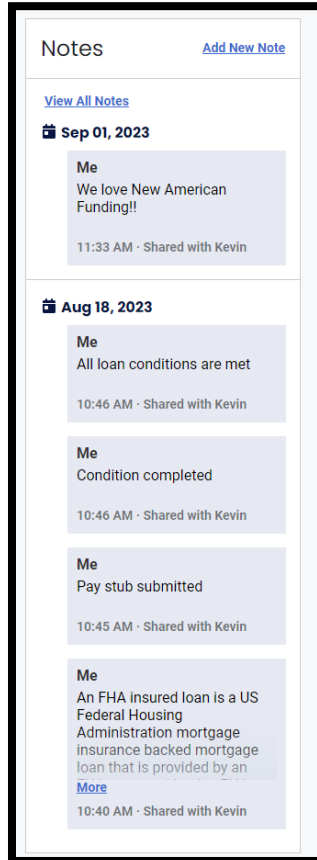 Notes
Add New Note
View All Notes
Sep 01, 2023
Me
We love New American
Funding!!
11:33 AM · Shared with Kevin
Aug 18, 2023
Me
All loan conditions are met
10:46 AM · Shared with Kevin
Me
Condition completed
10:46 AM · Shared with Kevin
Me
Pay stub submitted
10:45 AM · Shared with Kevin
Me
An FHA insured loan is a US
Federal Housing
Administration mortgage
insurance backed mortgage
loan that is provided by an
More
10:40 AM · Shared with Kevin